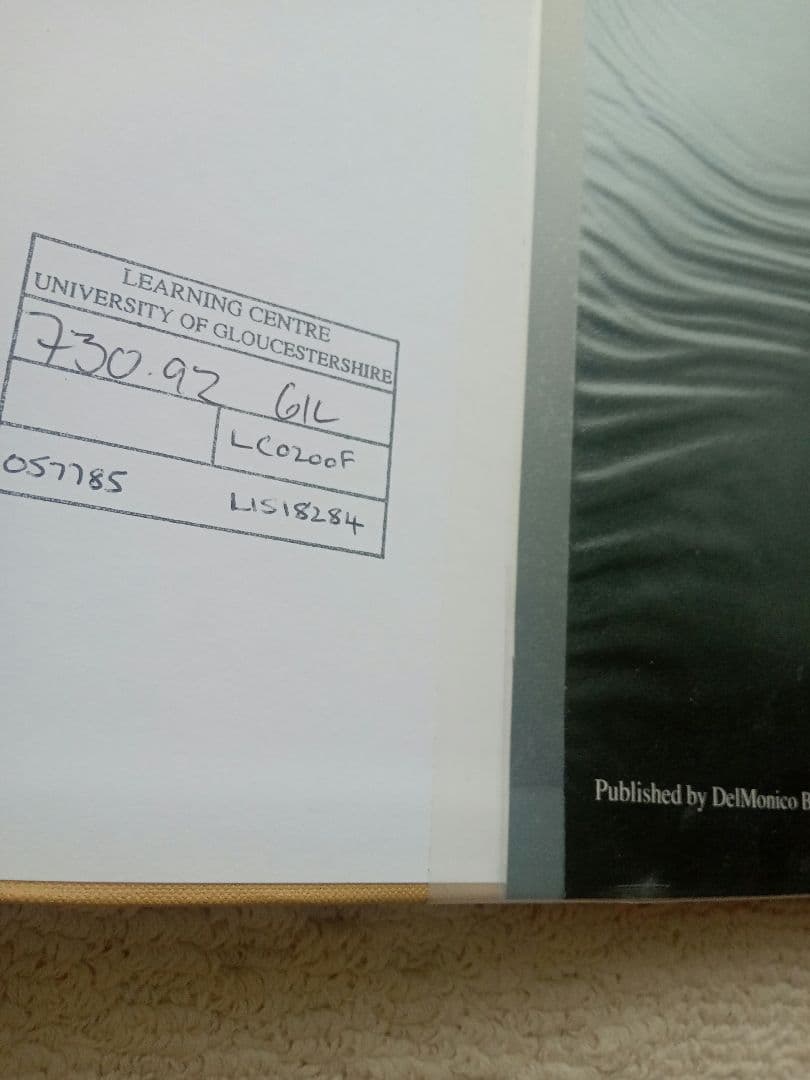 LEARNING CENTRE
UNIVERSITY OF GLOUCESTERSHIRE
730.92 GIL
LC0200F
057785 LIS18284
Published by DelMonico B